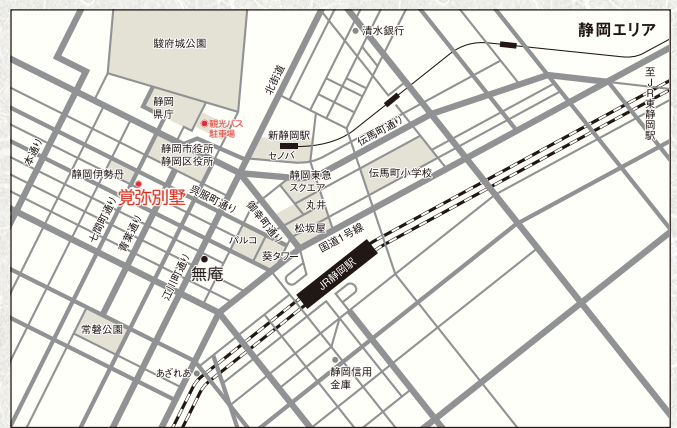 静岡エリア
清水銀行
駿府城公園
北街道
至JR東静岡駅
静岡
県庁
観光バス
駐車場
新静岡駅
セノバ
伝馬町通り
本通り
静岡市役所
静岡区役所
静岡伊勢丹
覚弥別墅
呉服町通り
御幸町通り
静岡東急
スクエア
丸井
松坂屋
伝馬町小学校
七間町通り
青葉通り
パルコ
葵タワー
国道1号線
JR静岡駅
江川町通り
無庵
常磐公園
あざれあ
静岡信用
金庫